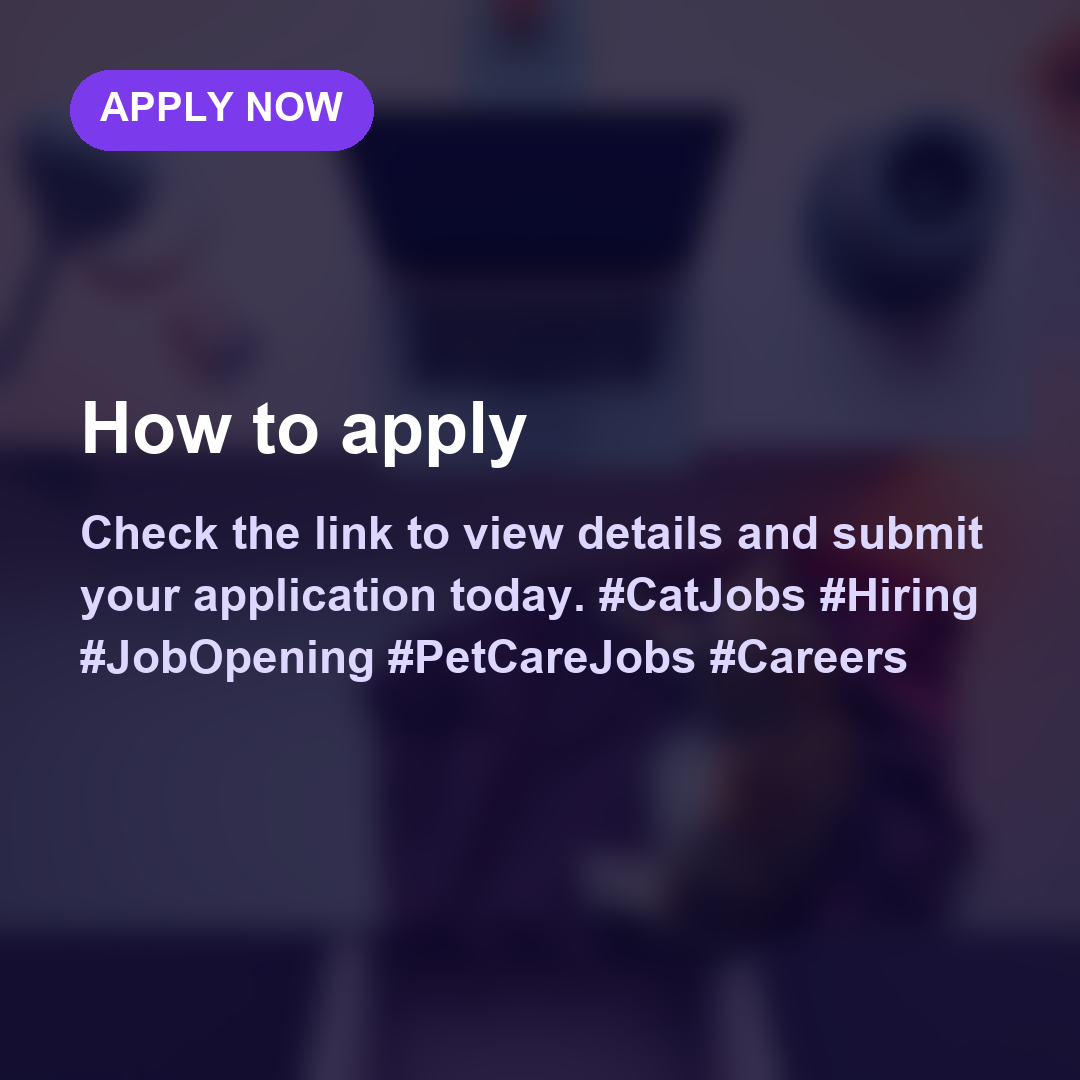 APPLY NOW
How to apply
Check the link to view details and submit
your application today. #CatJobs #Hiring
#JobOpening #PetCareJobs #Careers